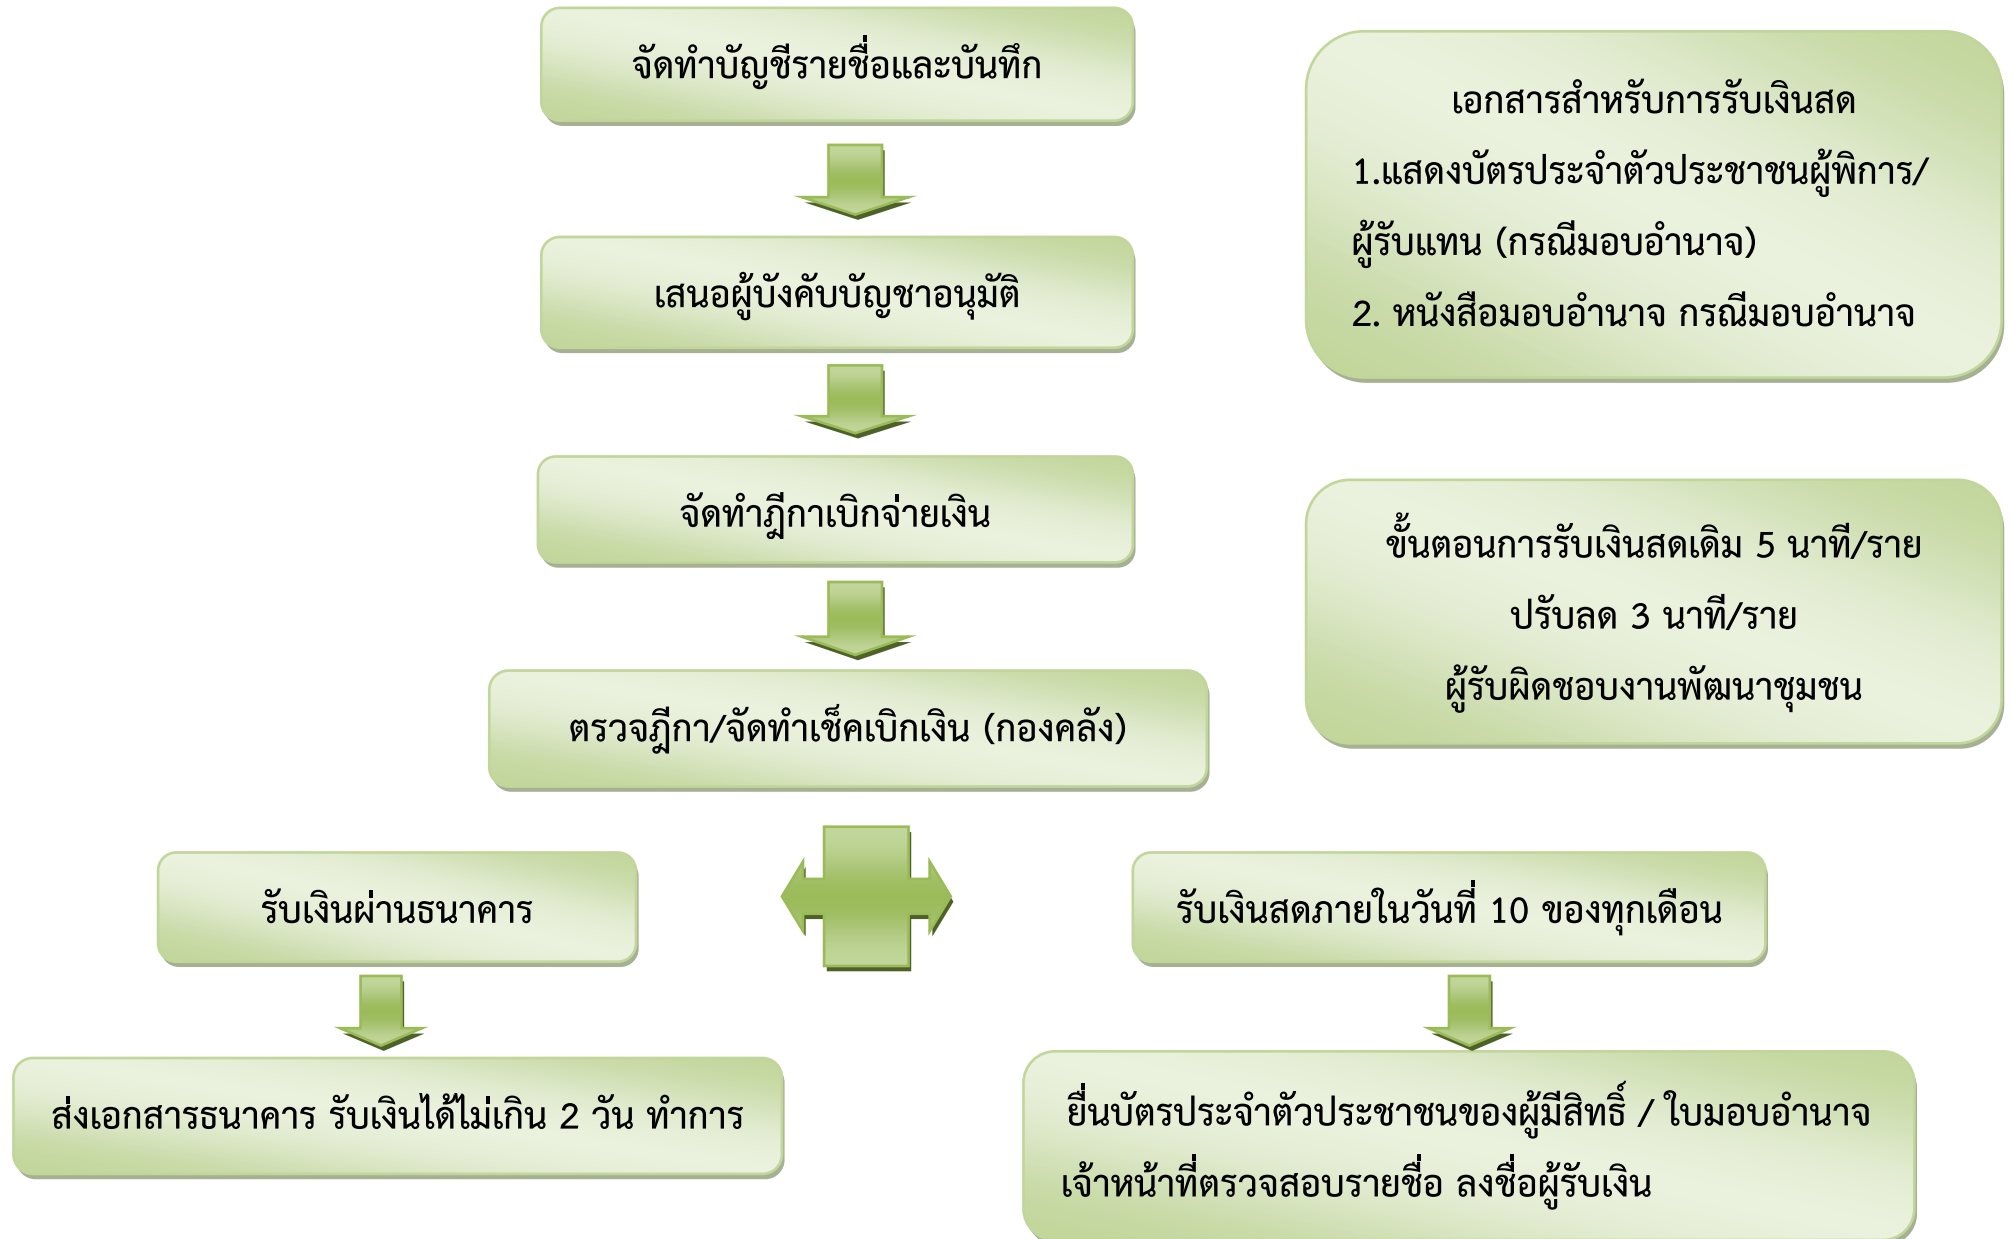 จัดทำบัญชีรายชื่อและบันทึก
เสนอผู้บังคับบัญชาอนุมัติ
จัดทำฎีกาเบิกจ่ายเงิน
ตรวจฎีกา/จัดทำเช็คเบิกเงิน (กองคลัง)
รับเงินผ่านธนาคาร
ส่งเอกสารธนาคาร รับเงินได้ไม่เกิน 2 วัน ทำการ
รับเงินสดภายในวันที่ 10 ของทุกเดือน
ยื่นบัตรประจำตัวประชาชนของผู้มีสิทธิ์ / ใบมอบอำนาจ
เจ้าหน้าที่ตรวจสอบรายชื่อ ลงชื่อผู้รับเงิน
เอกสารสำหรับการรับเงินสด
1.แสดงบัตรประจำตัวประชาชนผู้พิการ/
ผู้รับแทน (กรณีมอบอำนาจ)
2. หนังสือมอบอำนาจ กรณีมอบอำนาจ
ขั้นตอนการรับเงินสดเดิม 5 นาที/ราย
ปรับลด 3 นาที/ราย
ผู้รับผิดชอบงานพัฒนาชุมชน